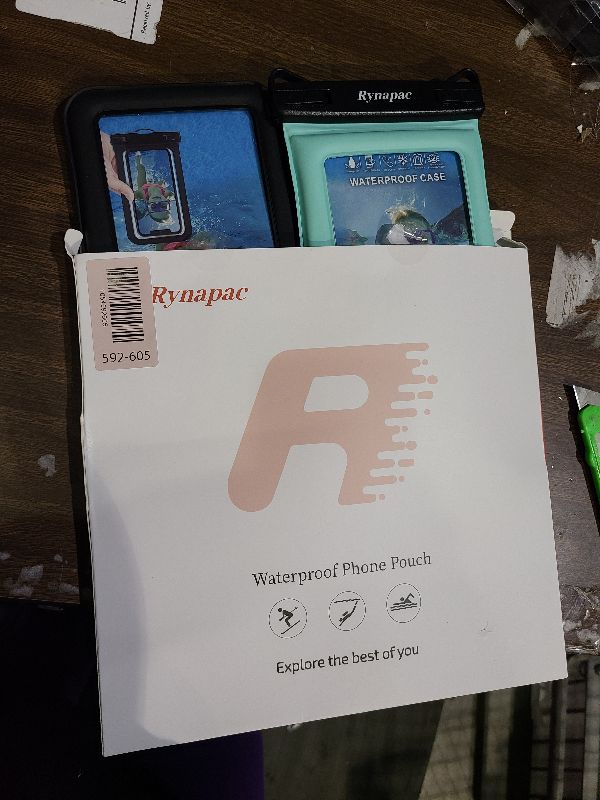 Rynapac
WATERPROOF CASE
Rynapac
592-605
Waterproof Phone Pouch
Explore the best of you